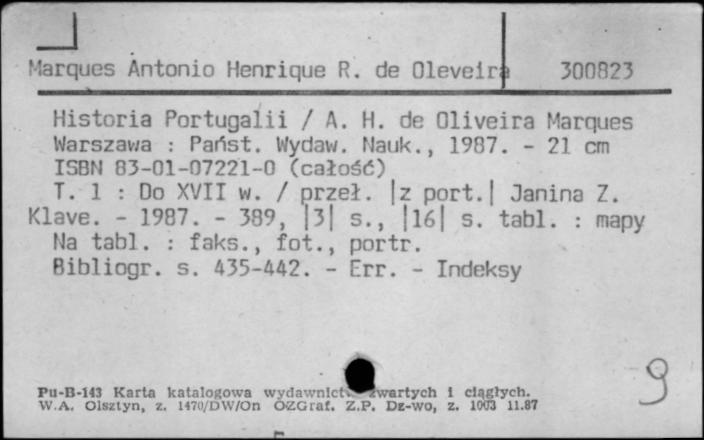 Marques Antonio Henrique R. de Oleveira 300823
Historia Portugalii / A. H. de Oliveira Marques
Warszawa : Państ. Wydaw. Nauk., 1987. - 21 cm
ISBN 83-01-07221-0 (całość)
T. 1 : Do XVII w. / przeł. |z port.| Janina Z.
Klave. - 1987. - 389, |3| s., |16| s. tabl. : mapy
Na tabl. : faks., fot., portr.
Bibliogr. s. 435-442. - Err. - Indeksy
9
Pu-B-143 Karta katalogowa wydawnictw zwartych i ciągłych.
W.A. Olsztyn, z. 1470/DW/On OZGraf. Z.P. Dz-wo, z. 1003 11.87